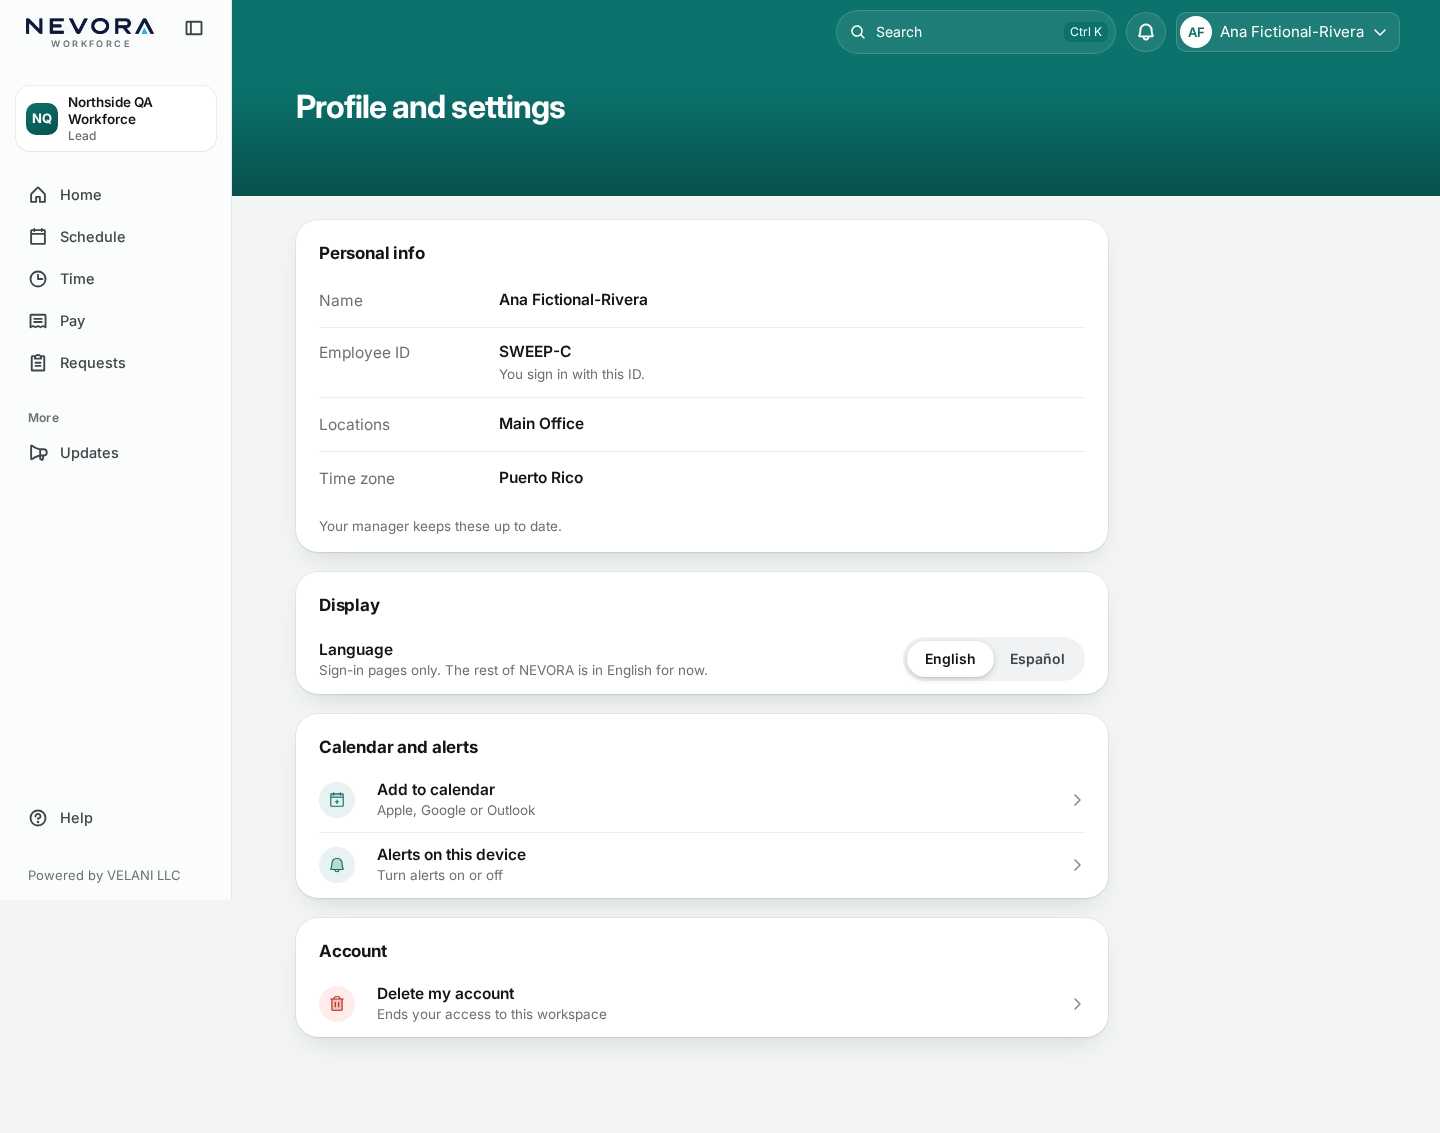 NEVORA
WORKFORCE
Search
Ctrl K
AF
Ana Fictional-Rivera
NQ
Northside QA
Workforce
Lead
Home
Schedule
Time
Pay
Requests
More
Updates
Help
Powered by VELANI LLC
Profile and settings
Personal info
Name
Ana Fictional-Rivera
Employee ID
SWEEP-C
You sign in with this ID.
Locations
Main Office
Time zone
Puerto Rico
Your manager keeps these up to date.
Display
Language
Sign-in pages only. The rest of NEVORA is in English for now.
English
Español
Calendar and alerts
Add to calendar
Apple, Google or Outlook
Alerts on this device
Turn alerts on or off
Account
Delete my account
Ends your access to this workspace